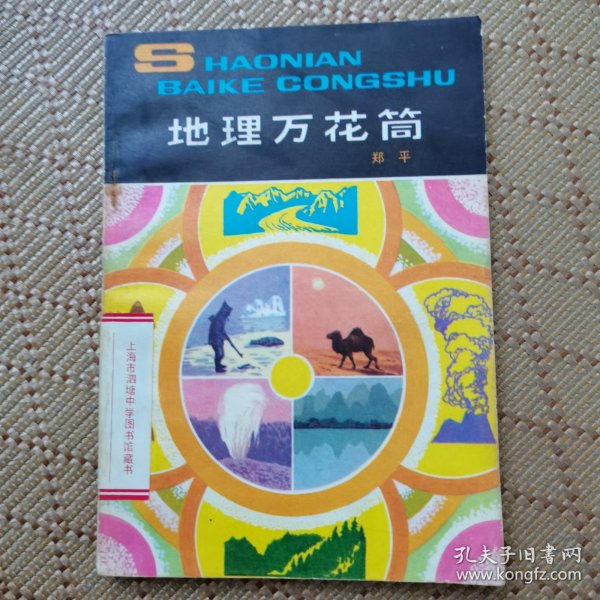 SHAONIAN
BAIKE CONGSHU
地理万花筒
郑平
上海市泗塘中学图书馆藏书
孔夫子旧书网
www.kongfz.com